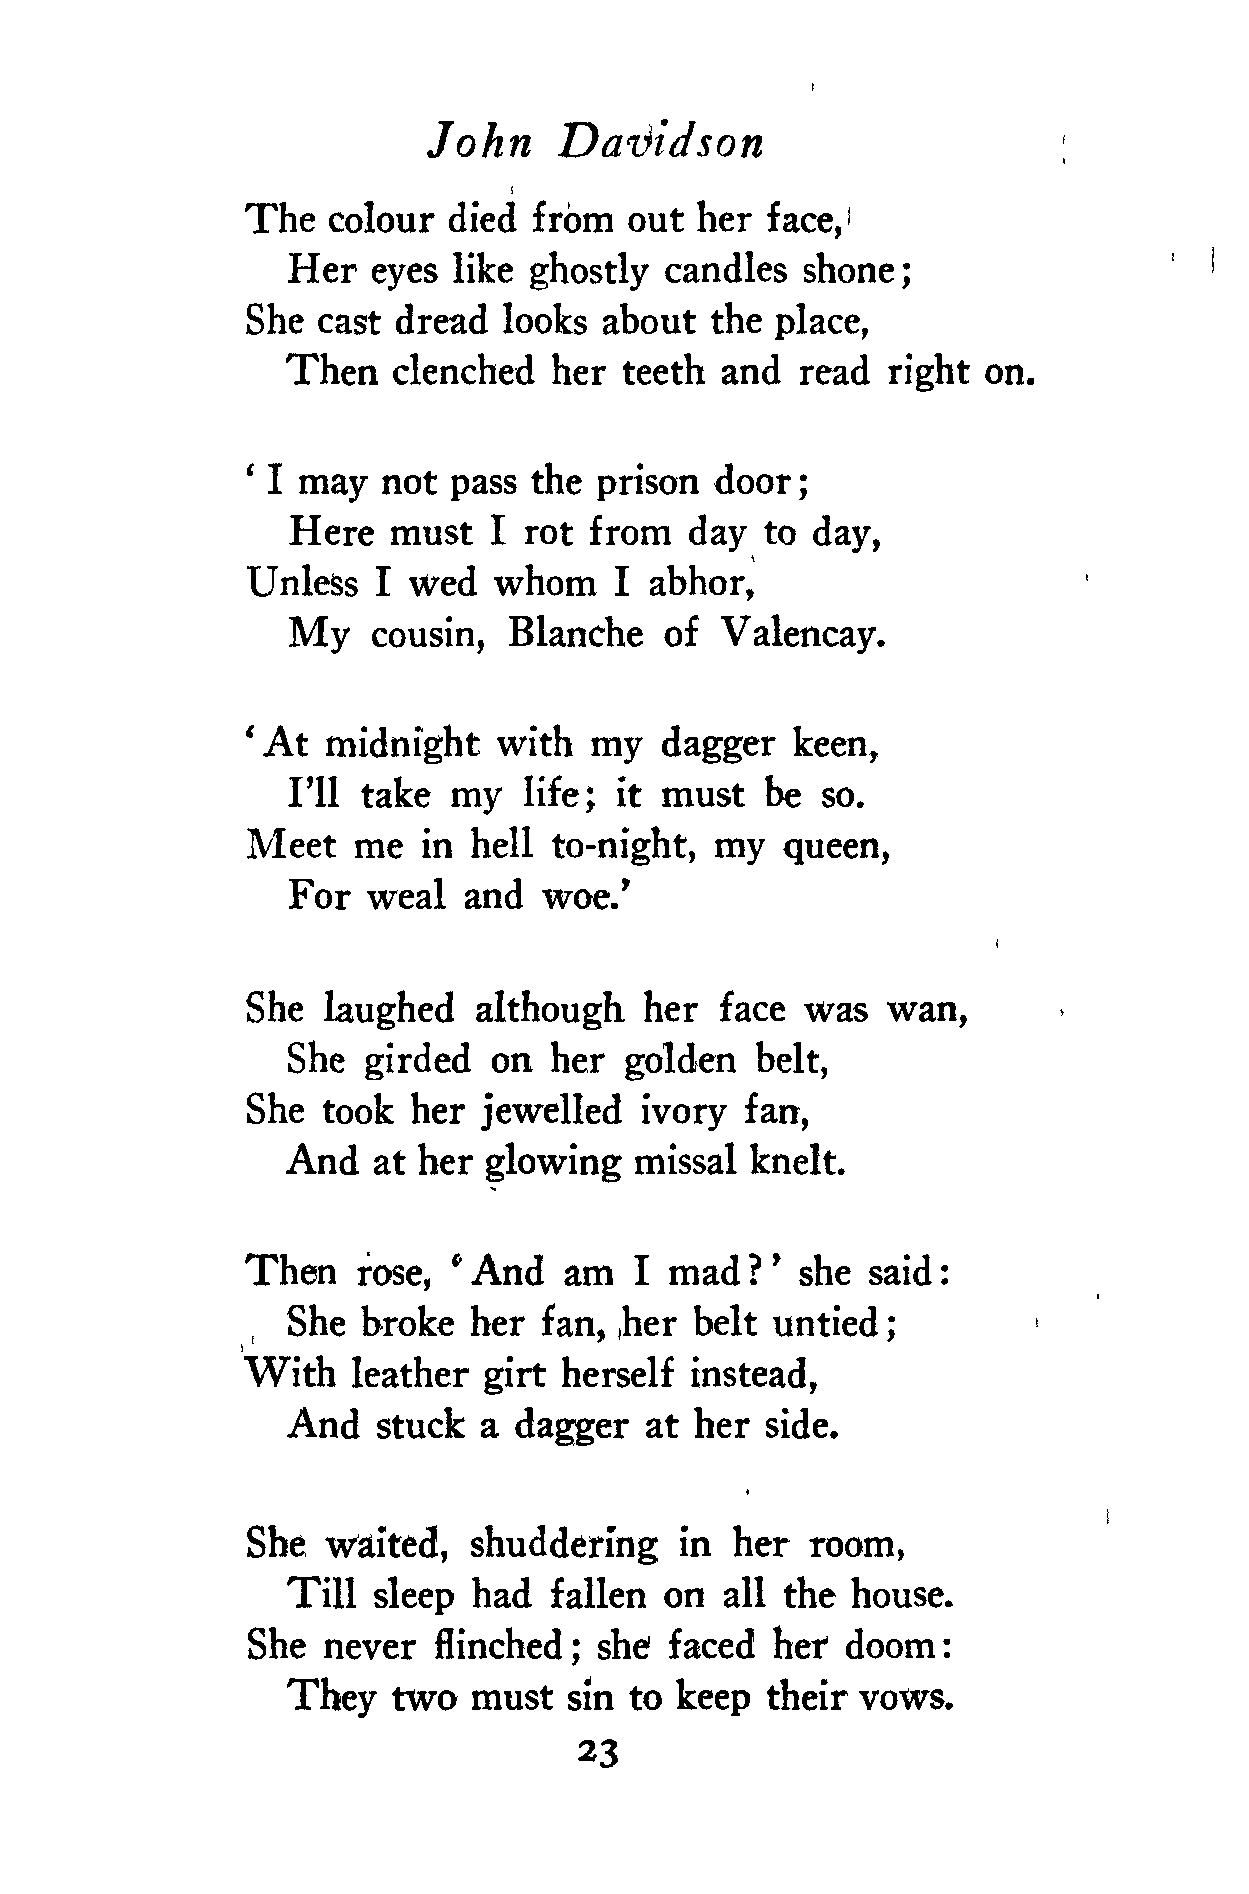 John Davidson
The colour died from out her face,
Her eyes like ghostly candles shone;
She cast dread looks about the place,
Then clenched her teeth and read right on.
‘I may not pass the prison door;
Here must I rot from day to day,
Unless I wed whom I abhor,
My cousin, Blanche of Valencay.
‘At midnight with my dagger keen,
I’ll take my life; it must be so.
Meet me in hell to-night, my queen,
For weal and woe.’
She laughed although her face was wan,
She girded on her golden belt,
She took her jewelled ivory fan,
And at her glowing missal knelt.
Then rose, ‘And am I mad?’ she said:
She broke her fan, her belt untied;
With leather girt herself instead,
And stuck a dagger at her side.
She waited, shuddering in her room,
Till sleep had fallen on all the house.
She never flinched; she faced her doom:
They two must sin to keep their vows.
23